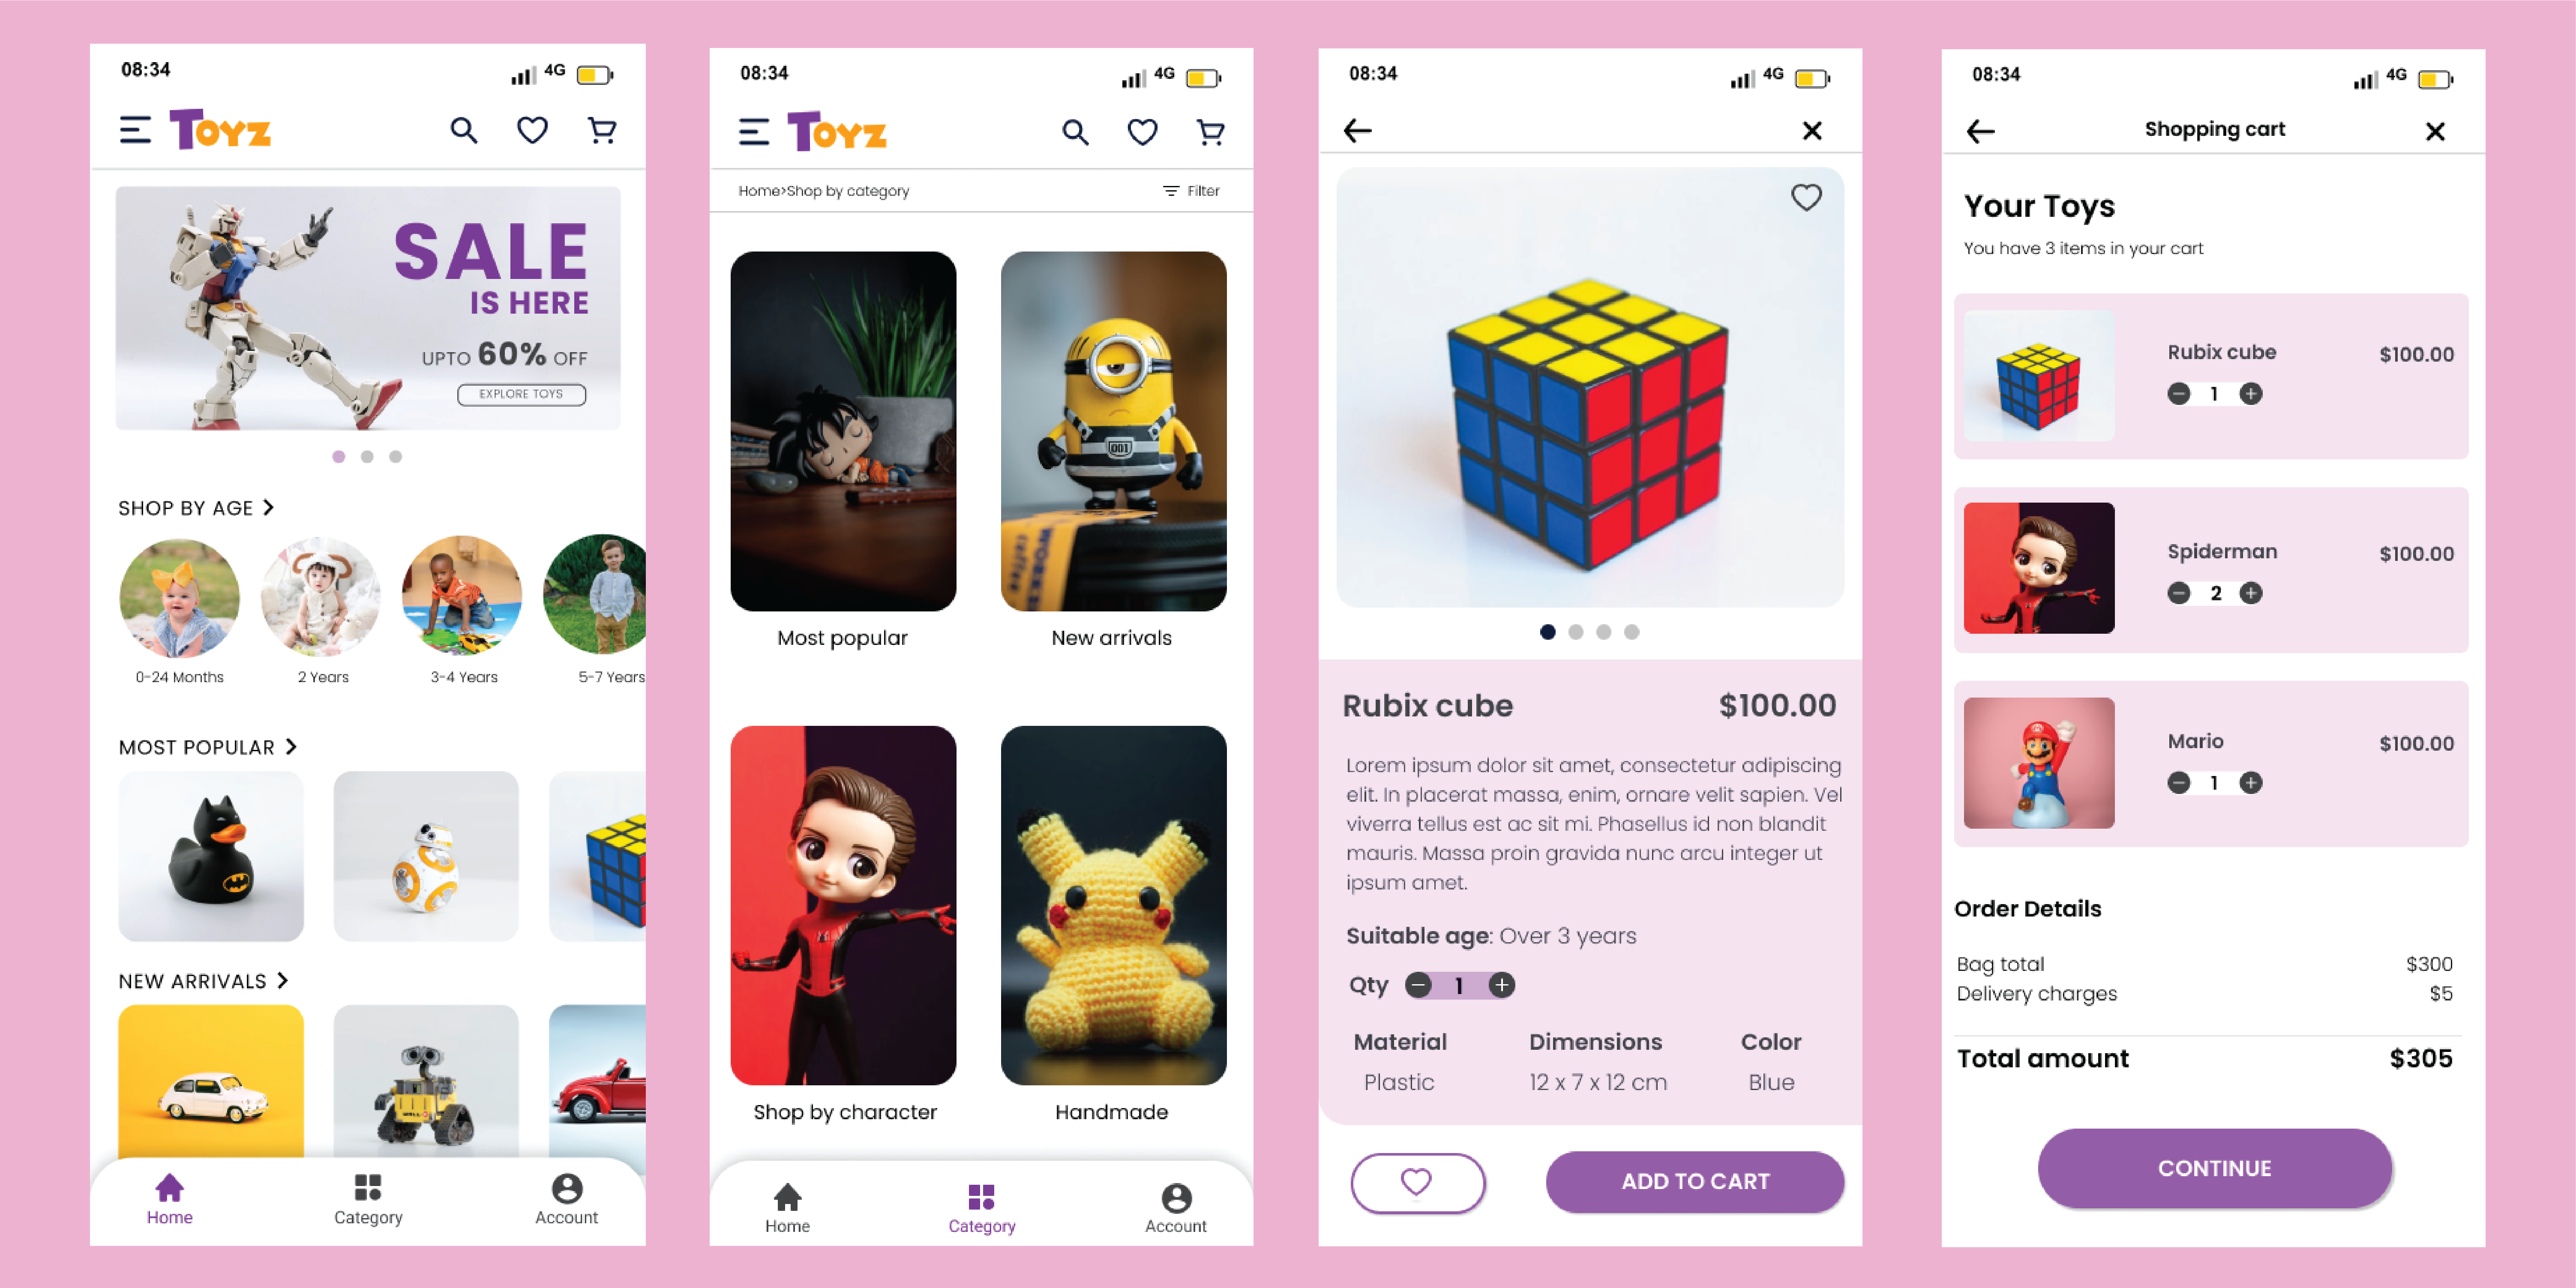 08:34
4G
TOYZ
SALE
IS HERE
UPTO 60% OFF
EXPLORE TOYS
SHOP BY AGE
0-24 Months
2 Years
3-4 Years
5-7 Years
MOST POPULAR
NEW ARRIVALS
Home
Category
Account
08:34
4G
TOYZ
Home>Shop by category
Filter
001
coffee
Most popular
New arrivals
Shop by character
Handmade
Home
Category
Account
08:34
4G
Rubix cube
$100.00
Lorem ipsum dolor sit amet, consectetur adipiscing
elit. In placerat massa, enim, ornare velit sapien. Vel
viverra tellus est ac sit mi. Phasellus id non blandit
mauris. Massa proin gravida nunc arcu integer ut
ipsum amet.
Suitable age: Over 3 years
Qty 1
Material
Dimensions
Color
Plastic
12 x 7 x 12 cm
Blue
ADD TO CART
08:34
4G
Shopping cart
Your Toys
You have 3 items in your cart
Rubix cube
$100.00
1
Spiderman
$100.00
2
Mario
$100.00
1
Order Details
Bag total
$300
Delivery charges
$5
Total amount
$305
CONTINUE